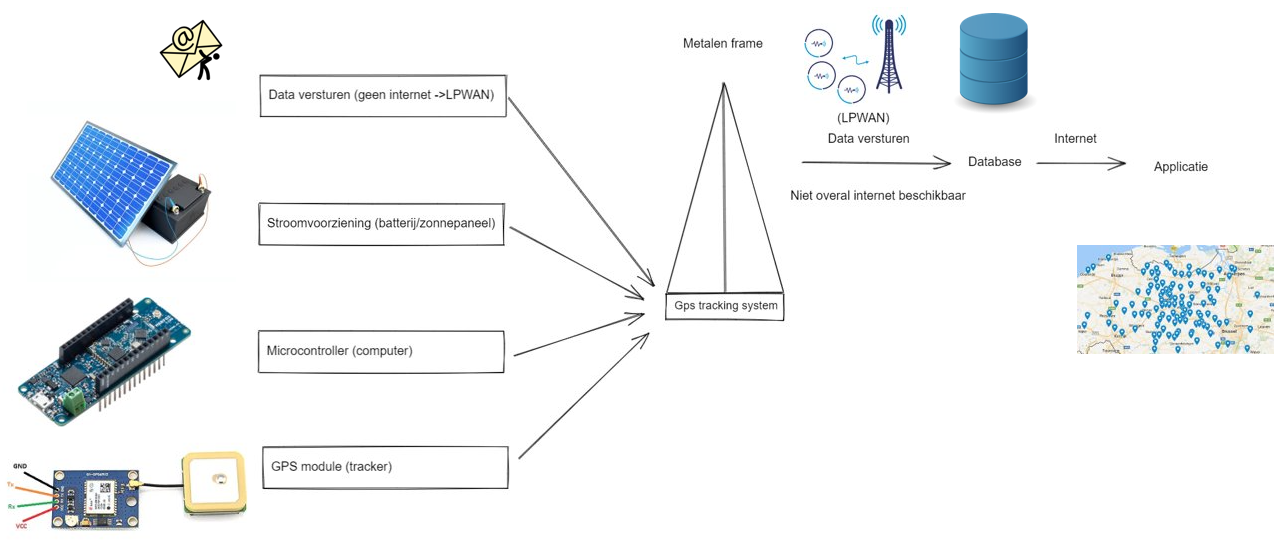 Metalen frame
Data versturen (geen internet ->LPWAN)
(LPWAN)
Data versturen
Internet
Database
Applicatie
Niet overal internet beschikbaar
Stroomvoorziening (batterij/zonnepaneel)
Gps tracking system
Microcontroller (computer)
GPS module (tracker)
GND
Tx
Rx
VCC